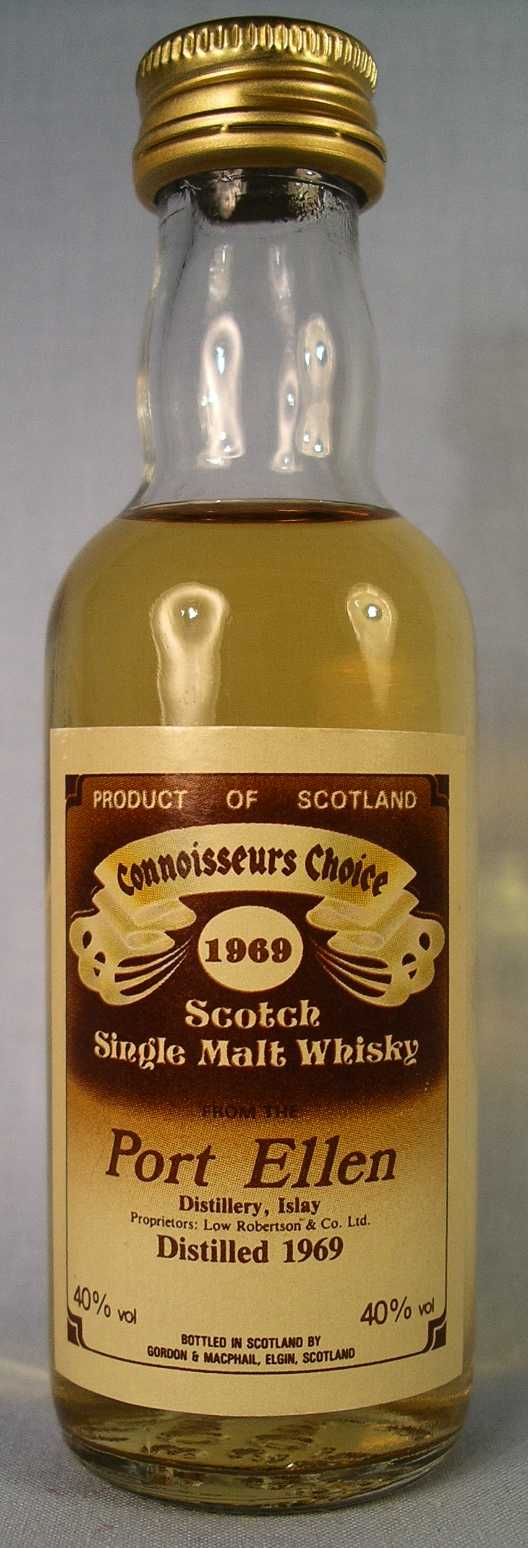 PRODUCT OF SCOTLAND
Connoisseurs Choice
1969
Scotch
Single Malt Whisky
FROM THE
Port Ellen
Distillery, Islay
Proprietors: Low Robertson & Co. Ltd.
Distilled 1969
40% vol 40% vol
BOTTLED IN SCOTLAND BY
GORDON & MACPHAIL, ELGIN, SCOTLAND